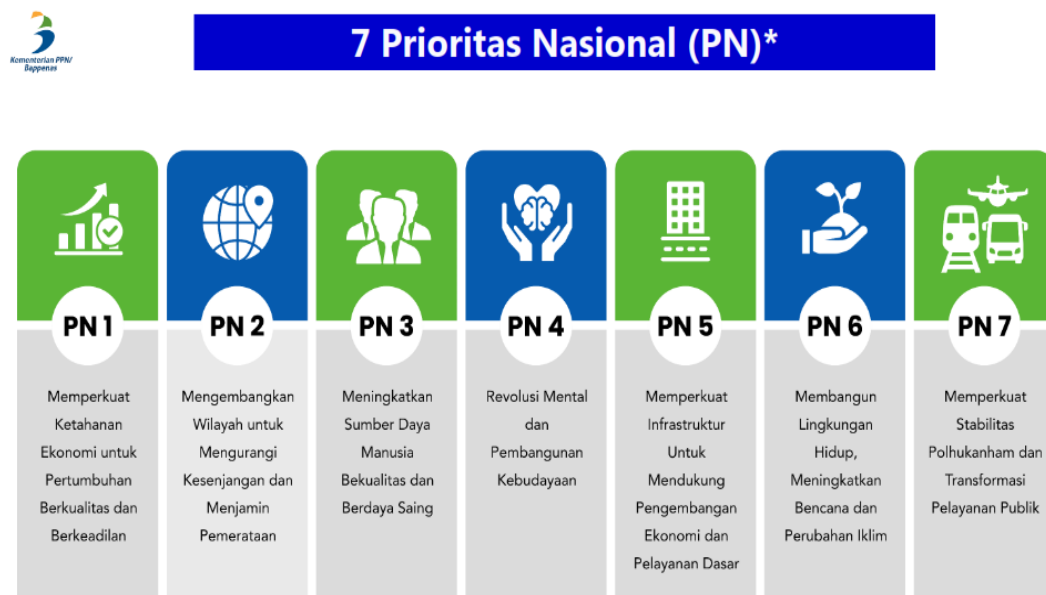 Kementerian PPN/
Bappenas
7 Prioritas Nasional (PN)*
PN 1
Memperkuat
Ketahanan
Ekonomi untuk
Pertumbuhan
Berkualitas dan
Berkeadilan
PN 2
Mengembangkan
Wilayah untuk
Mengurangi
Kesenjangan dan
Menjamin
Pemerataan
PN 3
Meningkatkan
Sumber Daya
Manusia
Bekualitas dan
Berdaya Saing
PN 4
Revolusi Mental
dan
Pembangunan
Kebudayaan
PN 5
Memperkuat
Infrastruktur
Untuk
Mendukung
Pengembangan
Ekonomi dan
Pelayanan Dasar
PN 6
Membangun
Lingkungan
Hidup,
Meningkatkan
Bencana dan
Perubahan Iklim
PN 7
Memperkuat
Stabilitas
Polhukanham dan
Transformasi
Pelayanan Publik